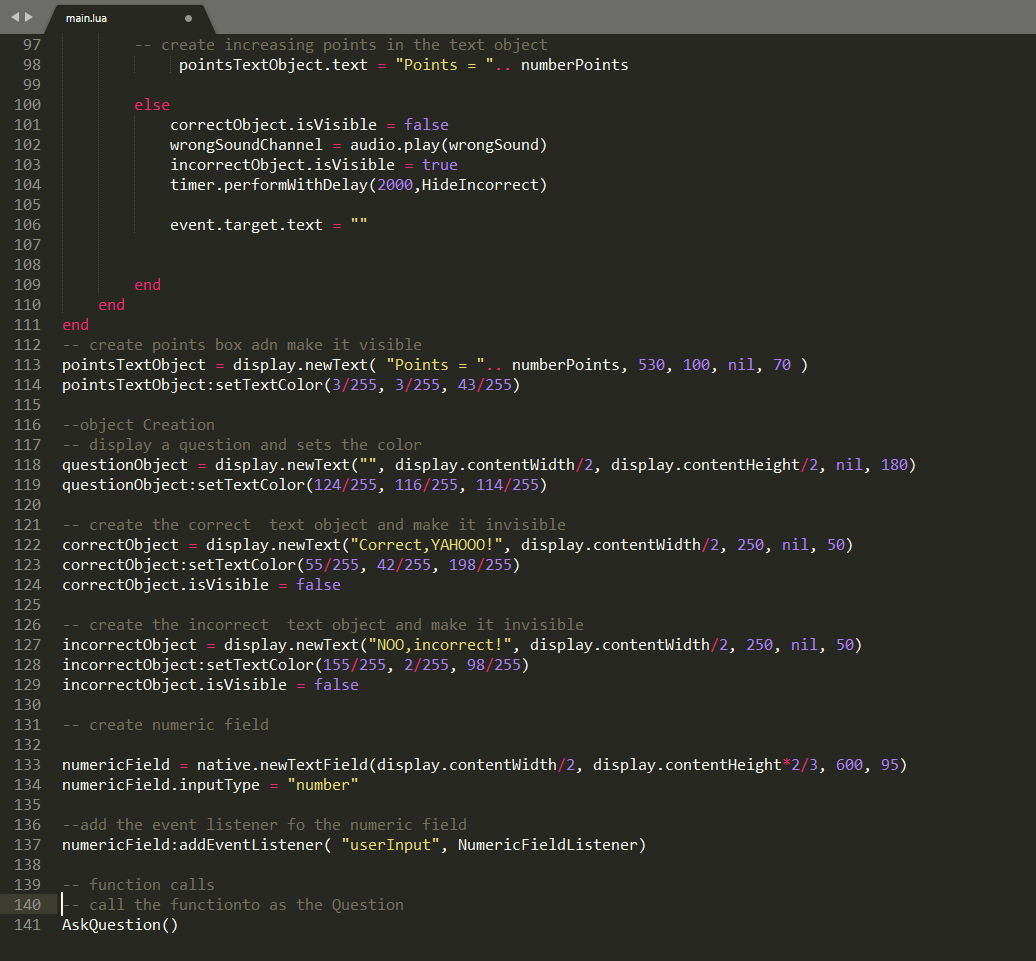 main.lua
97 -- create increasing points in the text object
98 pointsTextObject.text = "Points = ".. numberPoints
99
100 else
101 correctObject.isVisible = false
102 wrongSoundChannel = audio.play(wrongSound)
103 incorrectObject.isVisible = true
104 timer.performWithDelay(2000,HideIncorrect)
105
106 event.target.text = ""
107
108
109 end
110 end
111 end
112 -- create points box adn make it visible
113 pointsTextObject = display.newText( "Points = ".. numberPoints, 530, 100, nil, 70 )
114 pointsTextObject:setTextColor(3/255, 3/255, 43/255)
115
116 --object Creation
117 -- display a question and sets the color
118 questionObject = display.newText("", display.contentWidth/2, display.contentHeight/2, nil, 180)
119 questionObject:setTextColor(124/255, 116/255, 114/255)
120
121 -- create the correct  text object and make it invisible
122 correctObject = display.newText("Correct,YAHOOO!", display.contentWidth/2, 250, nil, 50)
123 correctObject:setTextColor(55/255, 42/255, 198/255)
124 correctObject.isVisible = false
125
126 -- create the incorrect  text object and make it invisible
127 incorrectObject = display.newText("NOO,incorrect!", display.contentWidth/2, 250, nil, 50)
128 incorrectObject:setTextColor(155/255, 2/255, 98/255)
129 incorrectObject.isVisible = false
130
131 -- create numeric field
132
133 numericField = native.newTextField(display.contentWidth/2, display.contentHeight*2/3, 600, 95)
134 numericField.inputType = "number"
135
136 --add the event listener fo the numeric field
137 numericField:addEventListener( "userInput", NumericFieldListener)
138
139 -- function calls
140 -- call the functionto as the Question
141 AskQuestion()